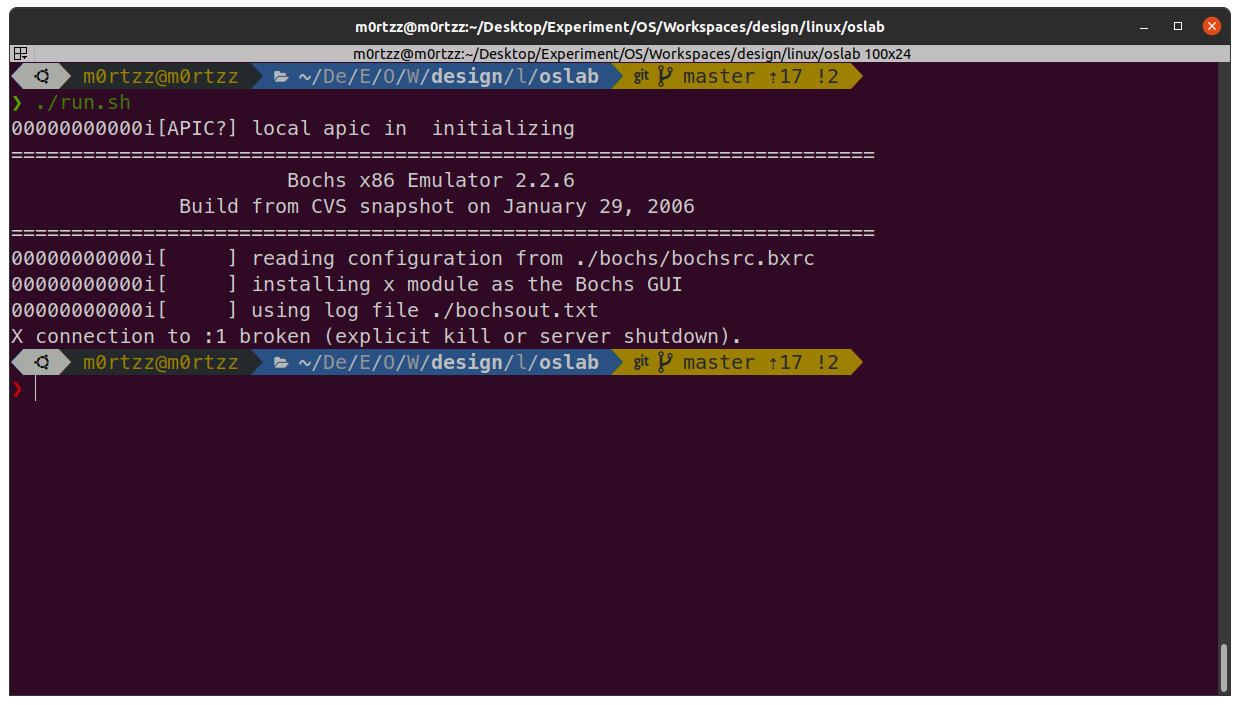 m0rtzz@m0rtzz:~/Desktop/Experiment/OS/Workspaces/design/linux/oslab
m0rtzz@m0rtzz:~/Desktop/Experiment/OS/Workspaces/design/linux/oslab 100x24
m0rtzz@m0rtzz ~/De/E/O/W/design/l/oslab git master ⇡17 !2
❯ ./run.sh
00000000000i[APIC?] local apic in  initializing
========================================================================
Bochs x86 Emulator 2.2.6
Build from CVS snapshot on January 29, 2006
========================================================================
00000000000i[      ] reading configuration from ./bochs/bochsrc.bxrc
00000000000i[      ] installing x module as the Bochs GUI
00000000000i[      ] using log file ./bochsout.txt
X connection to :1 broken (explicit kill or server shutdown).
m0rtzz@m0rtzz ~/De/E/O/W/design/l/oslab git master ⇡17 !2
❯